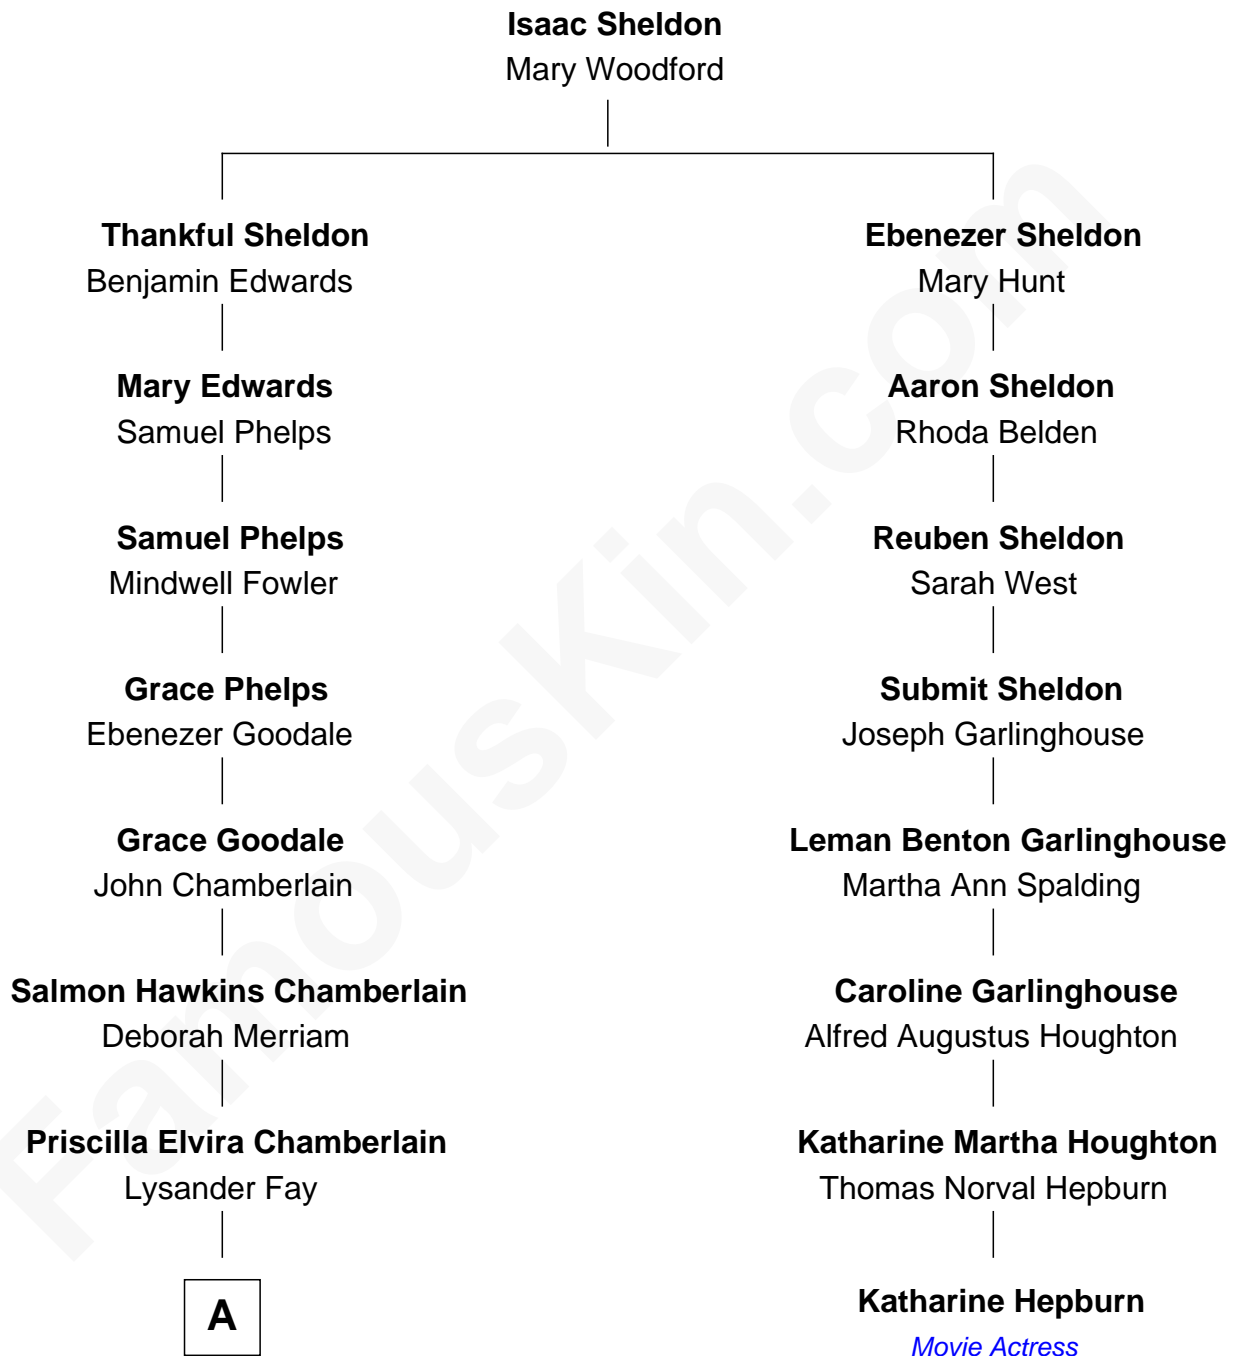 Isaac Sheldon
Mary Woodford
Thankful Sheldon
Benjamin Edwards
Mary Edwards
Samuel Phelps
Samuel Phelps
Mindwell Fowler
Grace Phelps
Ebenezer Goodale
Grace Goodale
John Chamberlain
Salmon Hawkins Chamberlain
Deborah Merriam
Priscilla Elvira Chamberlain
Lysander Fay
A
Ebenezer Sheldon
Mary Hunt
Aaron Sheldon
Rhoda Belden
Reuben Sheldon
Sarah West
Submit Sheldon
Joseph Garlinghouse
Leman Benton Garlinghouse
Martha Ann Spalding
Caroline Garlinghouse
Alfred Augustus Houghton
Katharine Martha Houghton
Thomas Norval Hepburn
Katharine Hepburn
Movie Actress
FamousKin.com